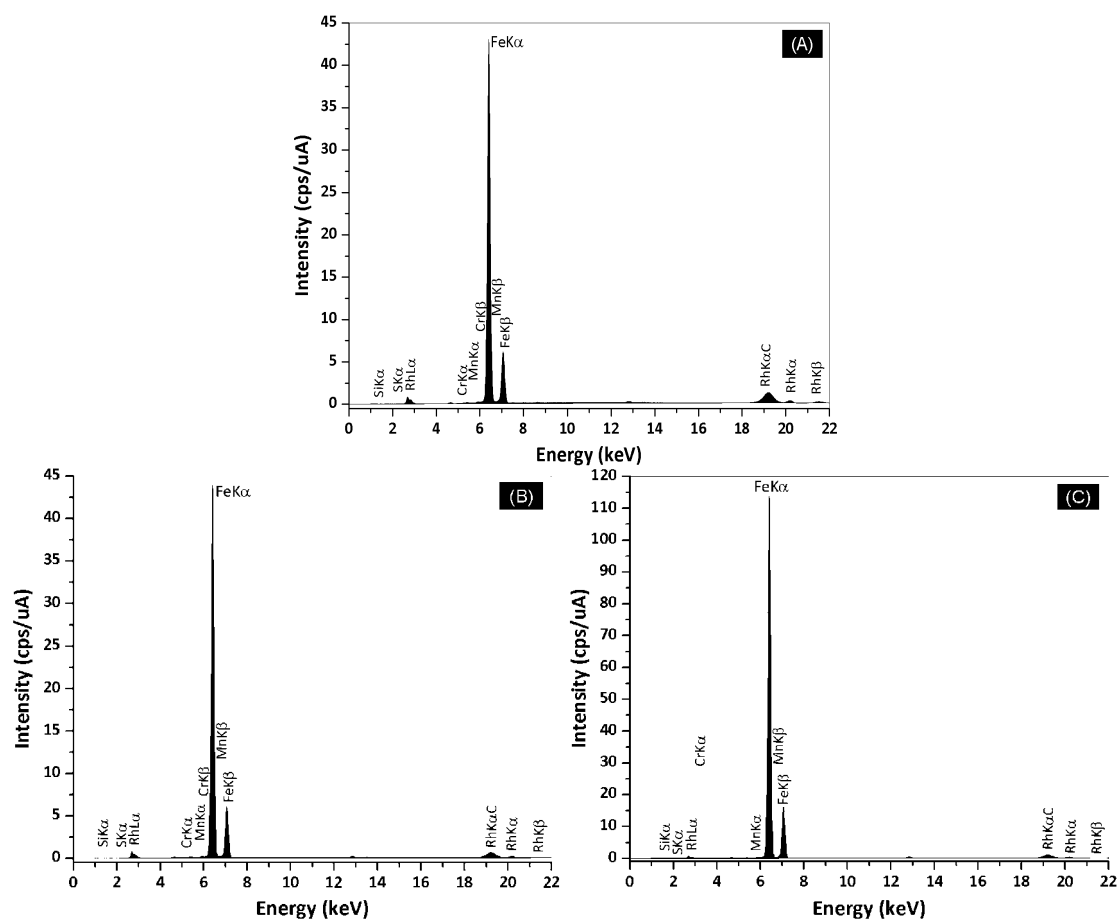 (A)
Intensity (cps/uA)
45
40
35
30
25
20
15
10
5
0
FeKα
SiKα
SKα
RhLα
CrKα
MnKα
CrKβ
MnKβ
FeKβ
RhKαC
RhKα
RhKβ
0 2 4 6 8 10 12 14 16 18 20 22
Energy (keV)
(B)
Intensity (cps/uA)
45
40
35
30
25
20
15
10
5
0
FeKα
SiKα
SKα
RhLα
CrKα
MnKα
CrKβ
MnKβ
FeKβ
RhKαC
RhKα
RhKβ
0 2 4 6 8 10 12 14 16 18 20 22
Energy (keV)
(C)
Intensity (cps/uA)
120
110
100
90
80
70
60
50
40
30
20
10
0
FeKα
CrKα
SiKα
SKα
RhLα
MnKα
MnKβ
FeKβ
RhKαC
RhKα
RhKβ
0 2 4 6 8 10 12 14 16 18 20 22
Energy (keV)